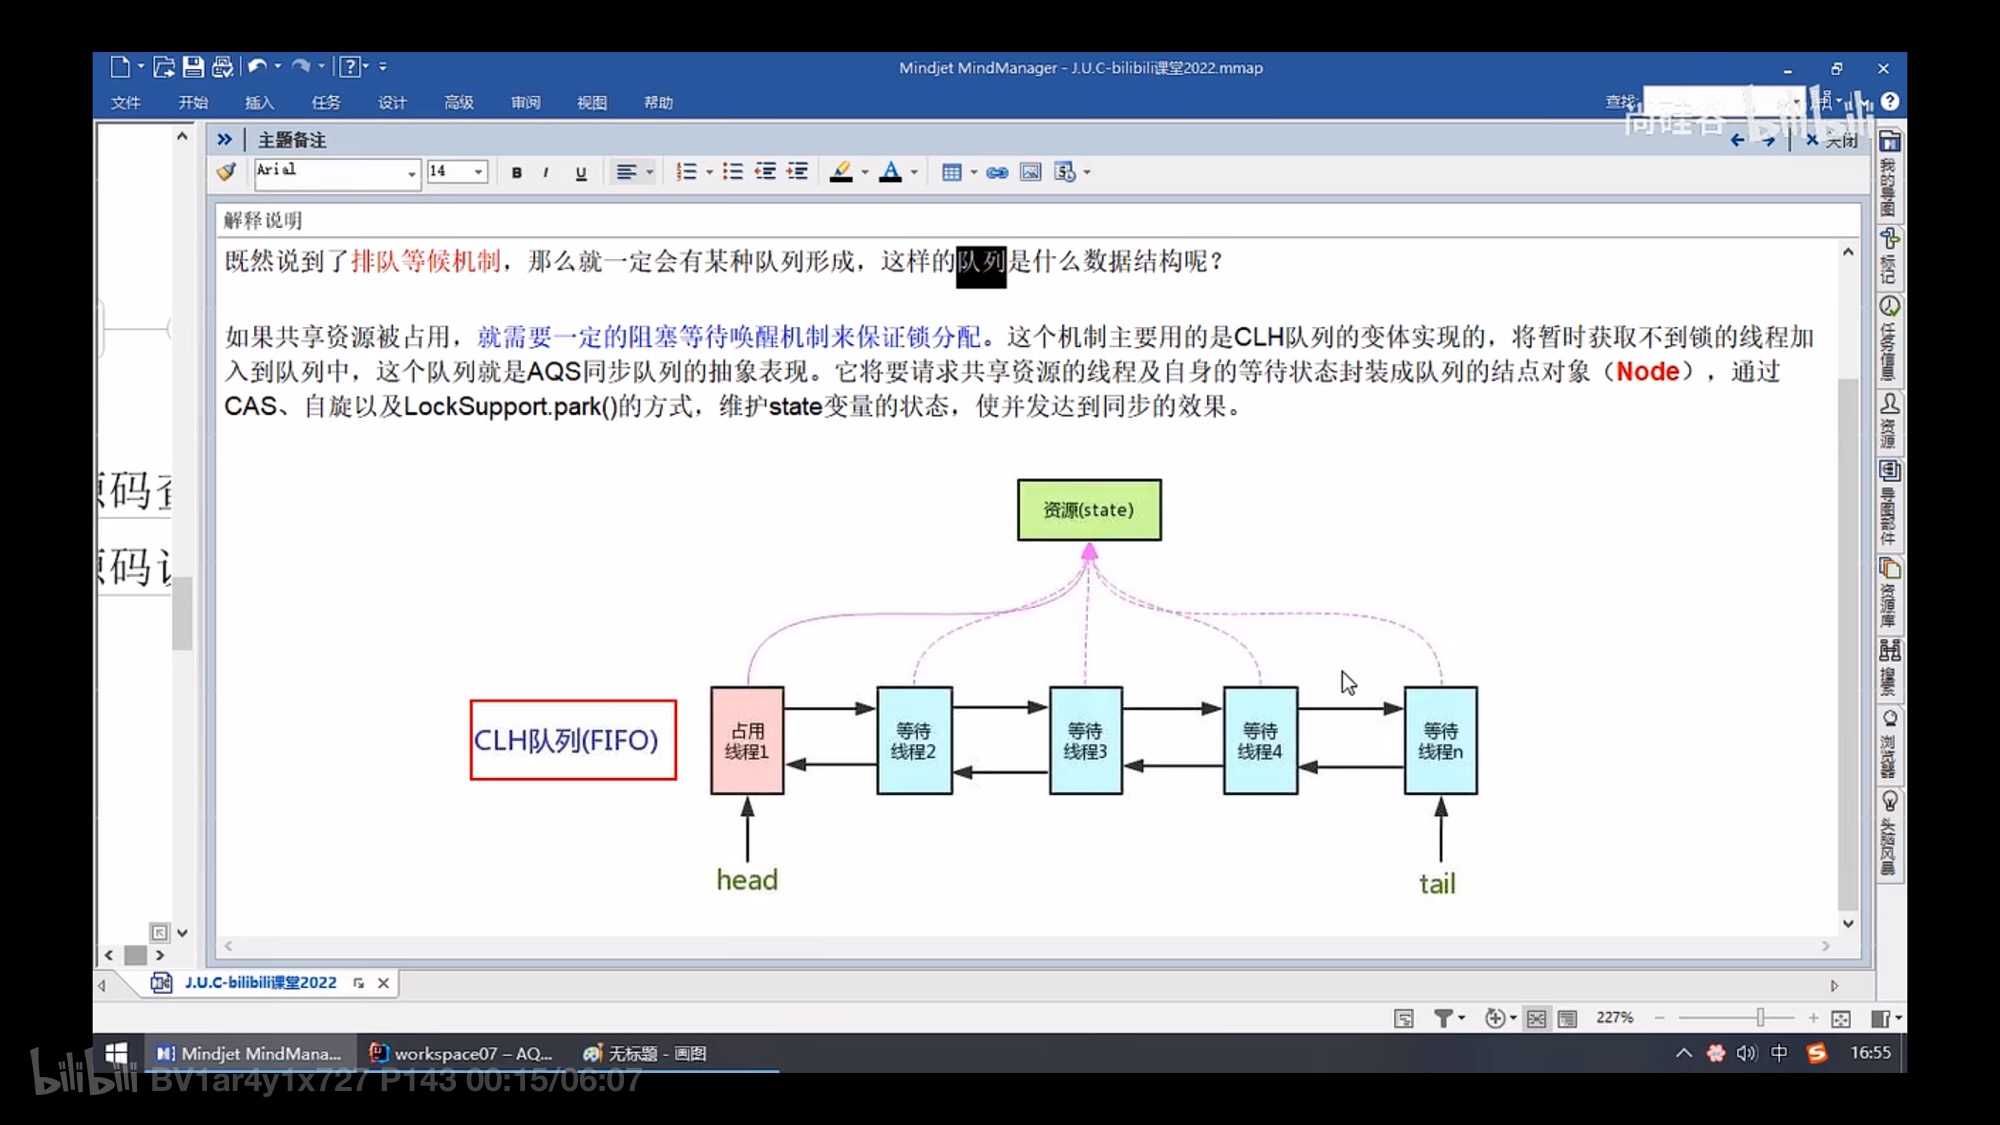 Mindjet MindManager - J.U.C-bilibili课堂2022.mmap
文件 开始 插入 任务 设计 高级 审阅 视图 帮助
查找:
尚硅谷 bilibili
主题备注
关闭
Arial 14 B I U
解释说明
既然说到了排队等候机制，那么就一定会有某种队列形成，这样的队列是什么数据结构呢？
如果共享资源被占用，就需要一定的阻塞等待唤醒机制来保证锁分配。这个机制主要用的是CLH队列的变体实现的，将暂时获取不到锁的线程加
入到队列中，这个队列就是AQS同步队列的抽象表现。它将要请求共享资源的线程及自身的等待状态封装成队列的结点对象（Node），通过
CAS、自旋以及LockSupport.park()的方式，维护state变量的状态，使并发达到同步的效果。
源码
源码
资源(state)
CLH队列(FIFO)
占用
线程1
等待
线程2
等待
线程3
等待
线程4
等待
线程n
head
tail
我的导图
标记
任务信息
资源
导图部件
资源库
搜索
浏览器
头脑风暴
J.U.C-bilibili课堂2022
227%
Mindjet MindMana...
workspace07 – AQ...
无标题 - 画图
中
16:55
bilibili BV1ar4y1x727 P143 00:15/06:07